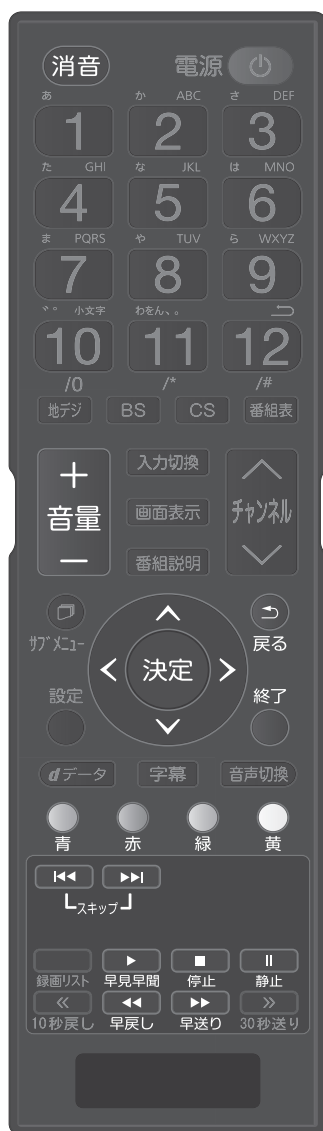 消音 電源
あ か ABC さ DEF
1 2 3
た GHI な JKL は MNO
4 5 6
ま PQRS や TUV ら WXYZ
7 8 9
゛゜ 小文字 わをん、。
10 11 12
/0 /* /#
地デジ BS CS 番組表
+ 入力切換
音量 画面表示 チャンネル
− 番組説明
サブメニュー 戻る
決定
設定 終了
dデータ 字幕 音声切換
青 赤 緑 黄
スキップ
録画リスト 早見早聞 停止 静止
10秒戻し 早戻し 早送り 30秒送り